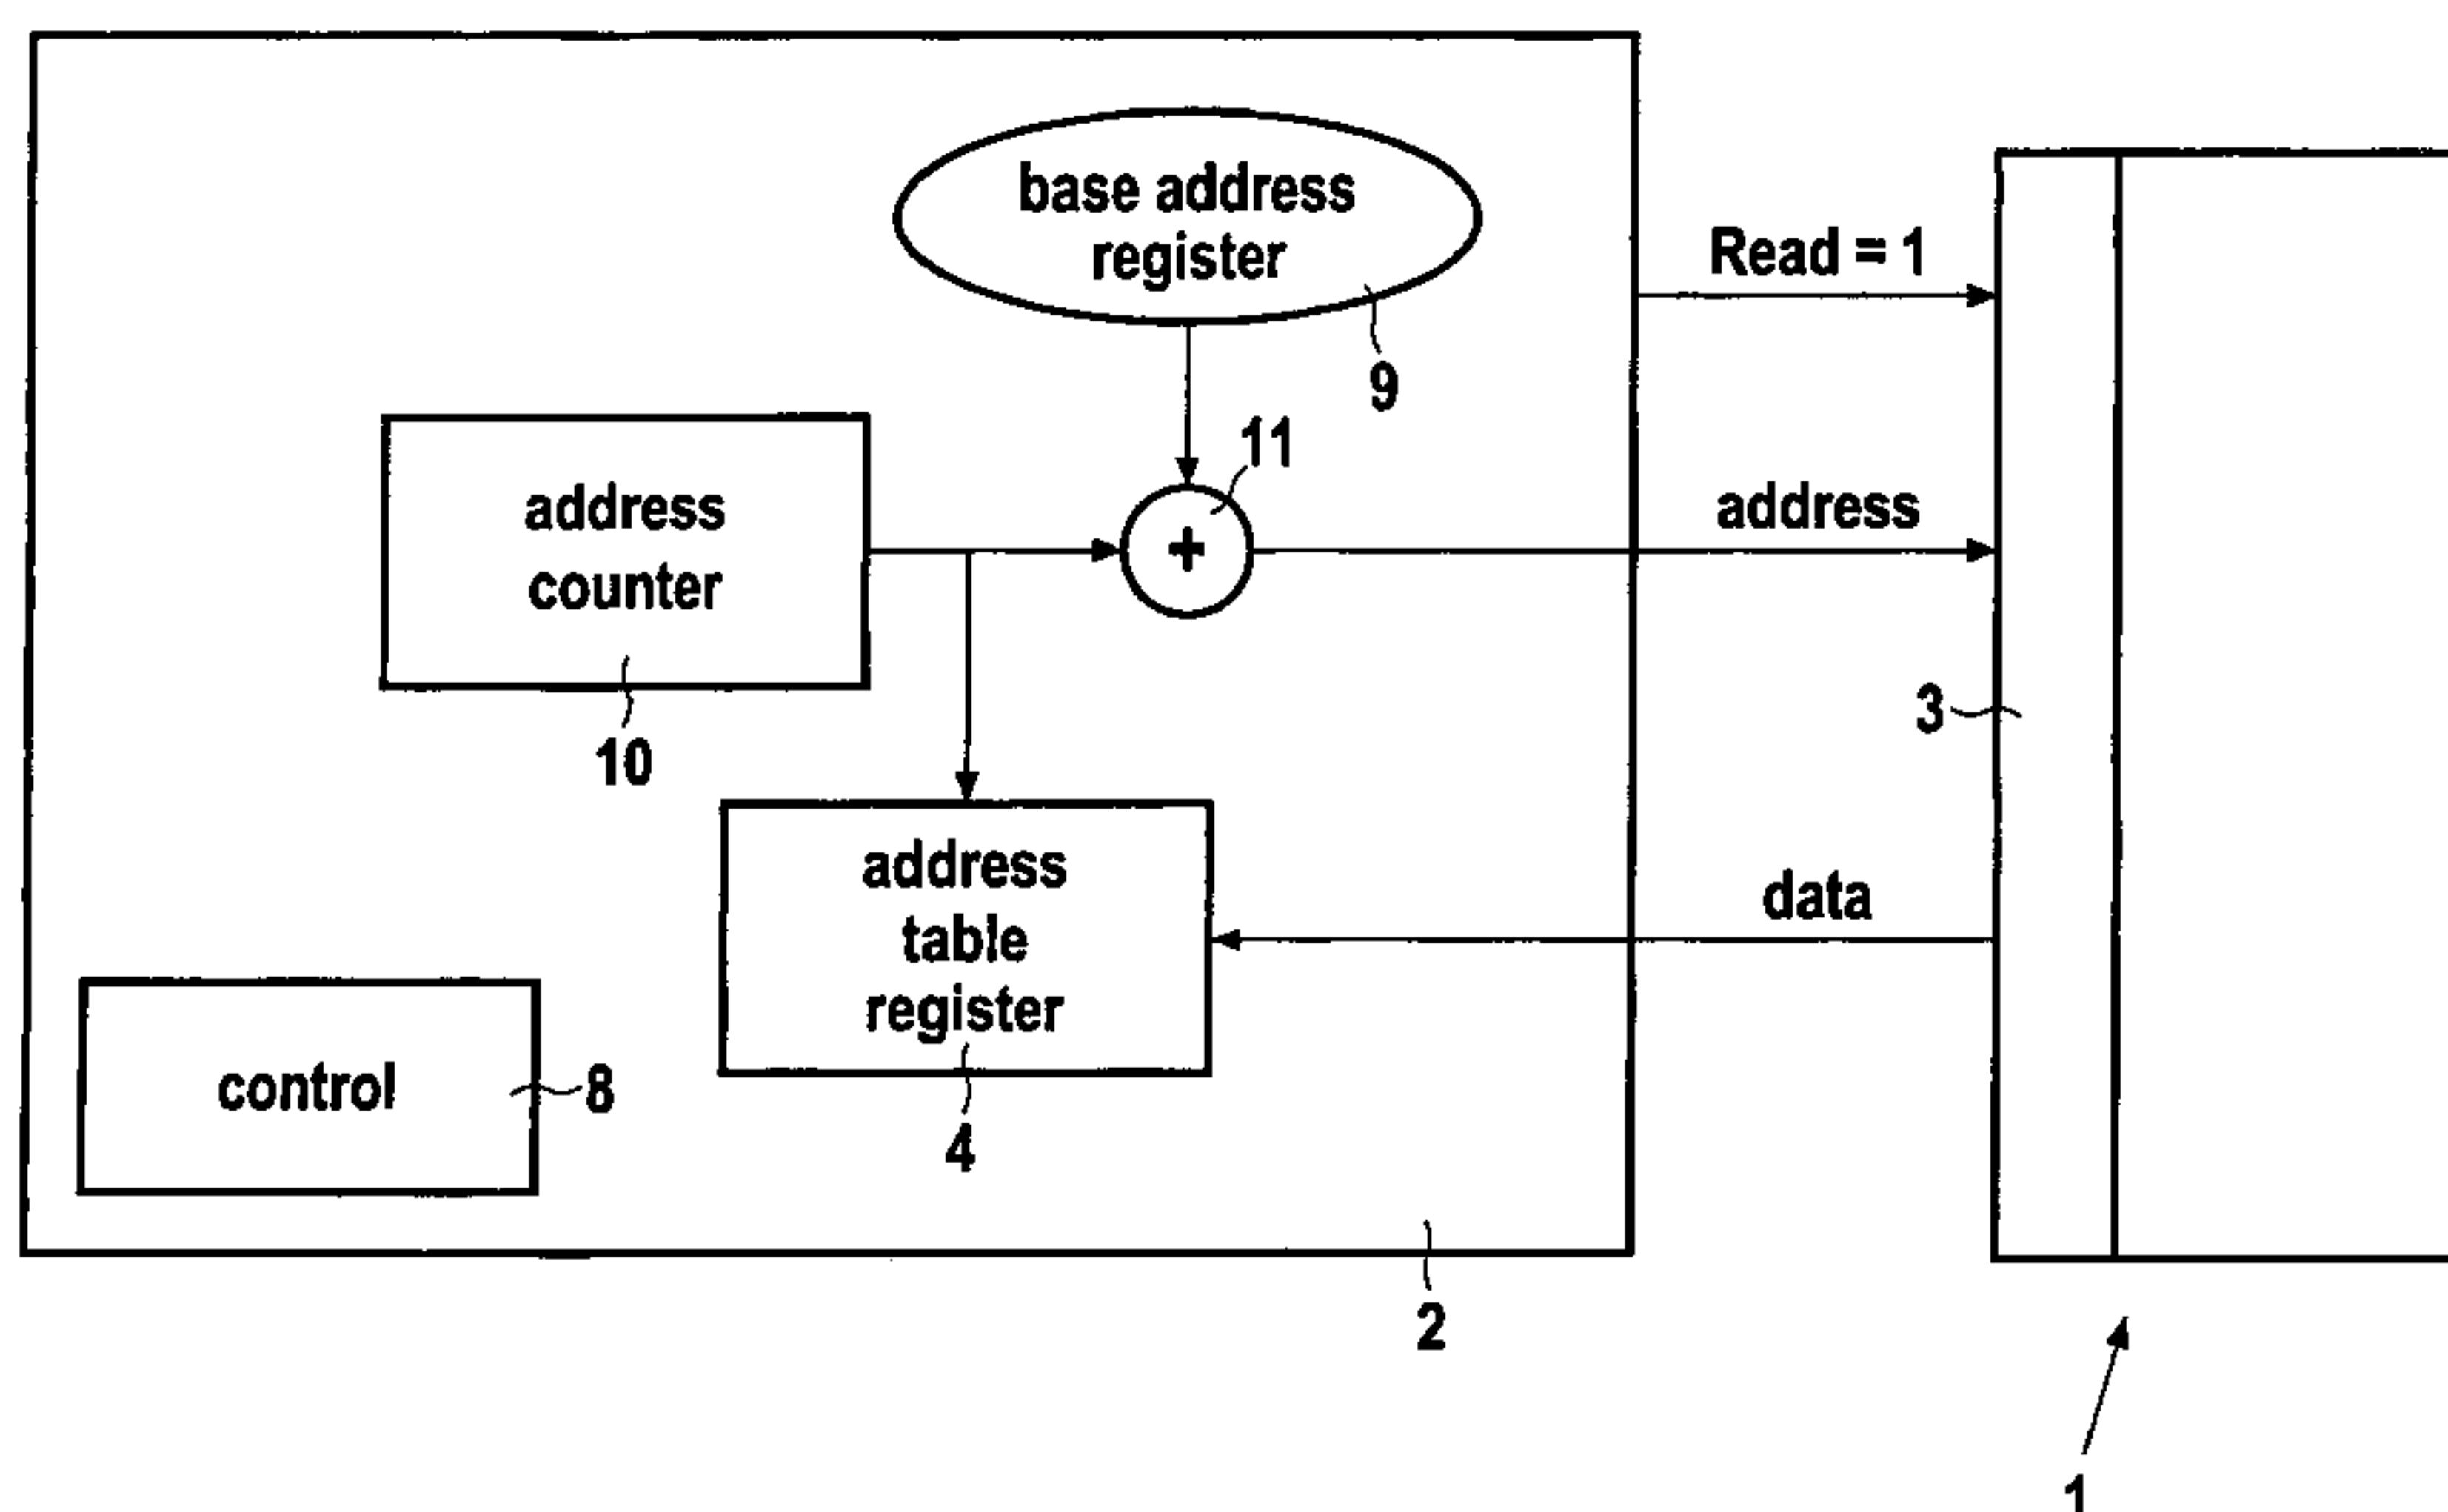 base address
register
Read = 1
9
11
address
counter
address
10
3
address
table
register
data
control
8
4
2
1